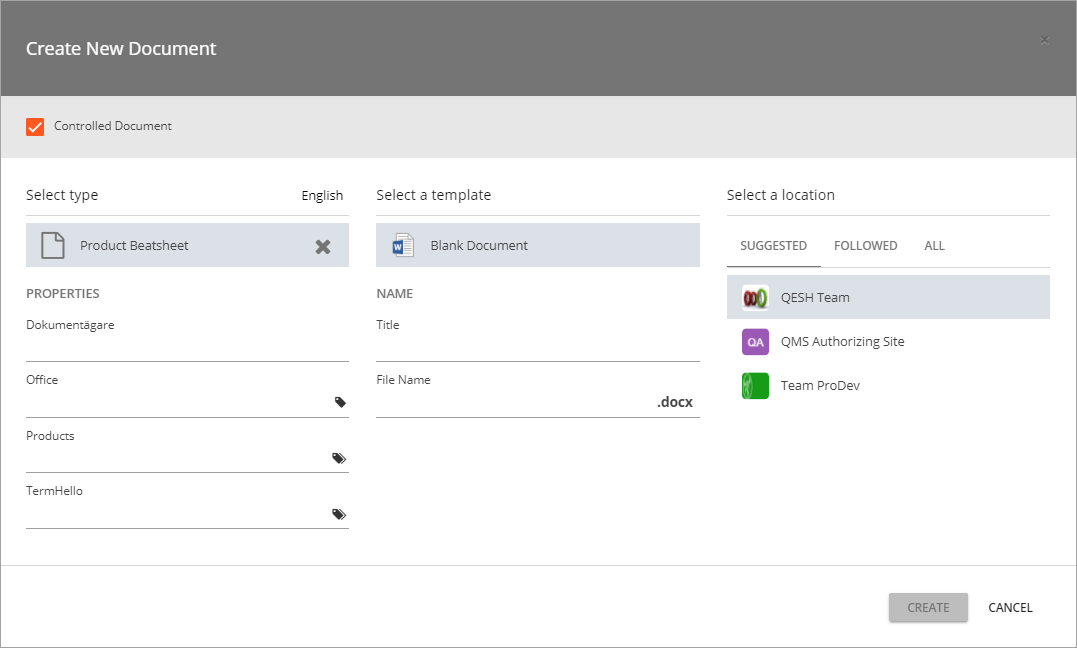 Create New Document
Controlled Document
Select type English
Product Beatsheet
PROPERTIES
Dokumentägare
Office
Products
TermHello
Select a template
Blank Document
NAME
Title
File Name
.docx
Select a location
SUGGESTED FOLLOWED ALL
QESH Team
QA QMS Authorizing Site
Team ProDev
CREATE CANCEL